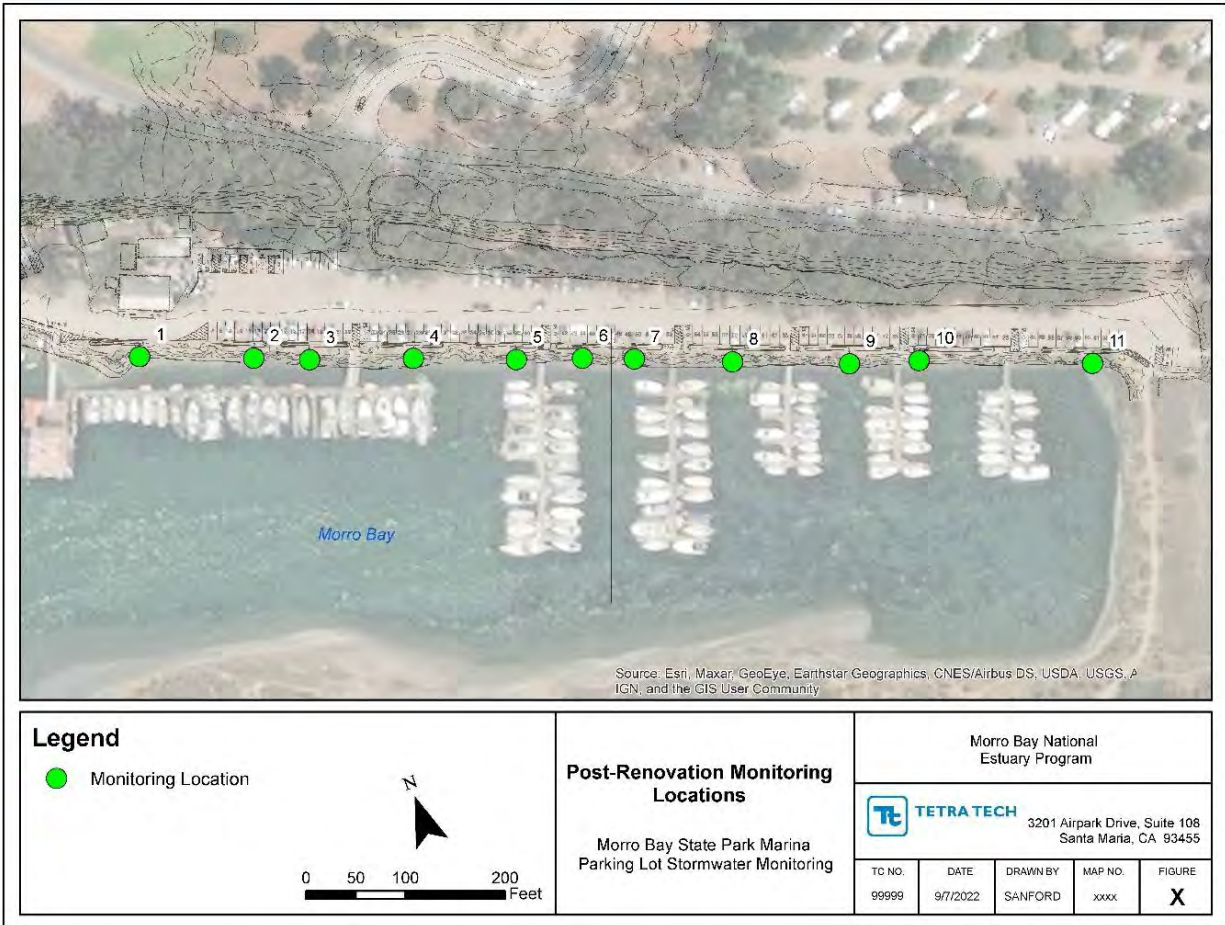 1
2
3
4
5
6
7
8
9
10
11
Morro Bay
Source: Esri, Maxar, GeoEye, Earthstar Geographics, CNES/Airbus DS, USDA, USGS, A
IGN, and the GIS User Community
Legend
Monitoring Location
N
0 50 100 200
Feet
Post-Renovation Monitoring
Locations
Morro Bay State Park Marina
Parking Lot Stormwater Monitoring
Morro Bay National
Estuary Program
Tt TETRA TECH
3201 Airpark Drive, Suite 108
Santa Maria, CA 93455
TC NO. DATE DRAWN BY MAP NO. FIGURE
99999 9/7/2022 SANFORD xxxx X